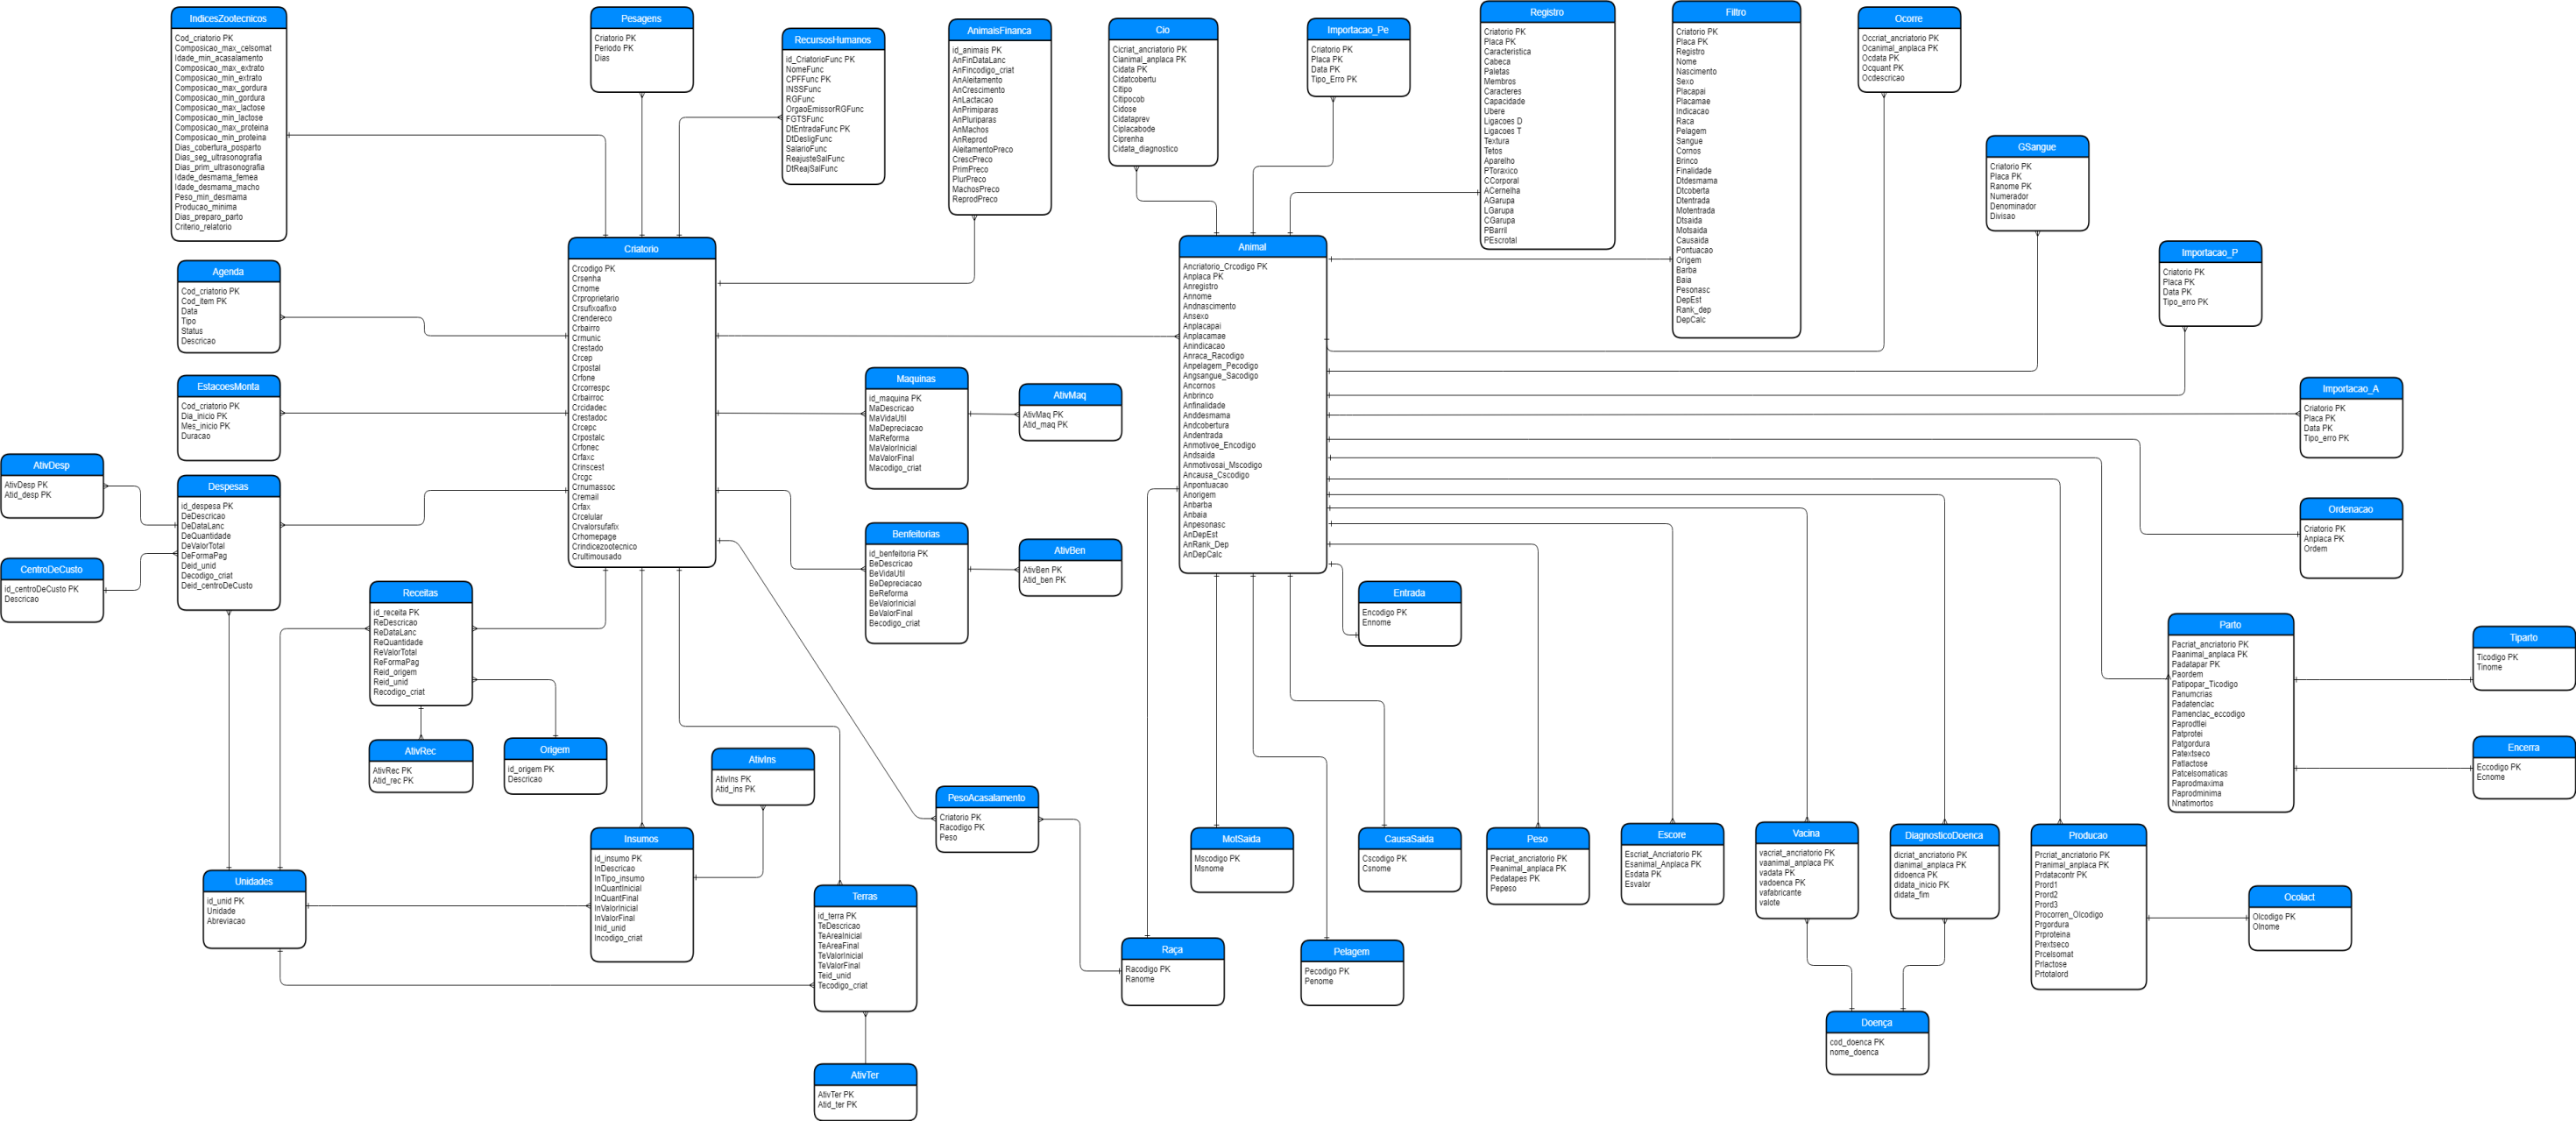 IndicesZootecnicos
Cod_criatorio PK
Composicao_max_celsomat
Idade_min_acasalamento
Composicao_max_extrato
Composicao_min_extrato
Composicao_max_gordura
Composicao_min_gordura
Composicao_max_lactose
Composicao_min_lactose
Composicao_max_proteina
Composicao_min_proteina
Dias_cobertura_posparto
Dias_seg_ultrasonografia
Dias_prim_ultrasonografia
Idade_desmama_femea
Idade_desmama_macho
Peso_min_desmama
Producao_minima
Dias_preparo_parto
Criterio_relatorio
Pesagens
Criatorio PK
Periodo PK
Dias
RecursosHumanos
id_CriatorioFunc PK
NomeFunc
CPFFunc PK
INSSFunc
RGFunc
OrgaoEmissorRGFunc
FGTSFunc
DtEntradaFunc PK
DtDesligFunc
SalarioFunc
ReajusteSalFunc
DtReajSalFunc
AnimaisFinanca
id_animais PK
AnFinDataLanc
AnFincodigo_criat
AnAleitamento
AnCrescimento
AnLactacao
AnPrimiparas
AnPluriparas
AnMachos
AnReprod
AleitamentoPreco
CrescPreco
PrimPreco
PlurPreco
MachosPreco
ReprodPreco
Cio
Cicriat_ancriatorio PK
Cianimal_anplaca PK
Cidata PK
Cidatcobertu
Citipo
Citipocob
Cidose
Cidataprev
Ciplacabode
Ciprenha
Cidata_diagnostico
Importacao_Pe
Criatorio PK
Placa PK
Data PK
Tipo_Erro PK
Registro
Criatorio PK
Placa PK
Caracteristica
Cabeca
Paletas
Membros
Caracteres
Capacidade
Ubere
Ligacoes D
Ligacoes T
Textura
Tetos
Aparelho
PToraxico
CCorporal
ACernelha
AGarupa
LGarupa
CGarupa
PBarril
PEscrotal
Filtro
Criatorio PK
Placa PK
Registro
Nome
Nascimento
Sexo
Placapai
Placamae
Indicacao
Raca
Pelagem
Sangue
Cornos
Brinco
Finalidade
Dtdesmama
Dtcoberta
Dtentrada
Motentrada
Dtsaida
Motsaida
Causaida
Pontuacao
Origem
Barba
Baia
Pesonasc
DepEst
Rank_dep
DepCalc
Ocorre
Occriat_ancriatorio PK
Ocanimal_anplaca PK
Ocdata PK
Ocquant PK
Ocdescricao
GSangue
Criatorio PK
Placa PK
Ranome PK
Numerador
Denominador
Divisao
Importacao_P
Criatorio PK
Placa PK
Data PK
Tipo_erro PK
Importacao_A
Criatorio PK
Placa PK
Data PK
Tipo_erro PK
Ordenacao
Criatorio PK
Anplaca PK
Ordem
Agenda
Cod_criatorio PK
Cod_item PK
Data
Tipo
Status
Descricao
EstacoesMonta
Cod_criatorio PK
Dia_inicio PK
Mes_inicio PK
Duracao
AtivDesp
AtivDesp PK
Atid_desp PK
CentroDeCusto
id_centroDeCusto PK
Descricao
Despesas
id_despesa PK
DeDescricao
DeDataLanc
DeQuantidade
DeValorTotal
DeFormaPag
Deid_unid
Decodigo_criat
Deid_centroDeCusto
Criatorio
Crcodigo PK
Crsenha
Crnome
Crproprietario
Crsufixoafixo
Crendereco
Crbairro
Crmunic
Crestado
Crcep
Crpostal
Crfone
Crcorrespc
Crbairroc
Crcidadec
Crestadoc
Crcepc
Crpostalc
Crfonec
Crfaxc
Crinscest
Crcgc
Crnumassoc
Cremail
Crfax
Crcelular
Crvalorsufafix
Crhomepage
Crindicezootecnico
Crultimousado
Maquinas
id_maquina PK
MaDescricao
MaVidaUtil
MaDepreciacao
MaReforma
MaValorInicial
MaValorFinal
Macodigo_criat
AtivMaq
AtivMaq PK
Atid_maq PK
Benfeitorias
id_benfeitoria PK
BeDescricao
BeVidaUtil
BeDepreciacao
BeReforma
BeValorInicial
BeValorFinal
Becodigo_criat
AtivBen
AtivBen PK
Atid_ben PK
Animal
Ancriatorio_Crcodigo PK
Anplaca PK
Anregistro
Annome
Andnascimento
Ansexo
Anplacapai
Anplacamae
Anindicacao
Anraca_Racodigo
Anpelagem_Pecodigo
Angsangue_Sacodigo
Ancornos
Anbrinco
Anfinalidade
Anddesmama
Andcobertura
Andentrada
Anmotivoe_Encodigo
Andsaida
Anmotivosai_Mscodigo
Ancausa_Cscodigo
Anpontuacao
Anorigem
Anbarba
Anbaia
Anpesonasc
AnDepEst
AnRank_Dep
AnDepCalc
Entrada
Encodigo PK
Ennome
Receitas
id_receita PK
ReDescricao
ReDataLanc
ReQuantidade
ReValorTotal
ReFormaPag
Reid_origem
Reid_unid
Recodigo_criat
AtivRec
AtivRec PK
Atid_rec PK
Origem
id_origem PK
Descricao
AtivIns
AtivIns PK
Atid_ins PK
Unidades
id_unid PK
Unidade
Abreviacao
Insumos
id_insumo PK
InDescricao
InTipo_insumo
InQuantInicial
InQuantFinal
InValorInicial
InValorFinal
Inid_unid
Incodigo_criat
Terras
id_terra PK
TeDescricao
TeAreaInicial
TeAreaFinal
TeValorInicial
TeValorFinal
Teid_unid
Tecodigo_criat
AtivTer
AtivTer PK
Atid_ter PK
PesoAcasalamento
Criatorio PK
Racodigo PK
Peso
Raça
Racodigo PK
Ranome
MotSaida
Mscodigo PK
Msnome
Pelagem
Pecodigo PK
Penome
CausaSaida
Cscodigo PK
Csnome
Peso
Pecriat_ancriatorio PK
Peanimal_anplaca PK
Pedatapes PK
Pepeso
Escore
Escriat_Ancriatorio PK
Esanimal_Anplaca PK
Esdata PK
Esvalor
Vacina
vacriat_ancriatorio PK
vaanimal_anplaca PK
vadata PK
vadoenca PK
vafabricante
valote
DiagnosticoDoenca
dicriat_ancriatorio PK
dianimal_anplaca PK
didoenca PK
didata_inicio PK
didata_fim
Doença
cod_doenca PK
nome_doenca
Producao
Prcriat_ancriatorio PK
Pranimal_anplaca PK
Prdatacontr PK
Prord1
Prord2
Prord3
Procorren_Olcodigo
Prgordura
Prproteina
Prextseco
Prcelsomat
Prlactose
Prtotalord
Ocolact
Olcodigo PK
Olnome
Parto
Pacriat_ancriatorio PK
Paanimal_anplaca PK
Padatapar PK
Paordem
Patipopar_Ticodigo
Panumcrias
Padatenclac
Pamenclac_eccodigo
Paprodtlei
Patprotei
Patgordura
Patextseco
Patlactose
Patcelsomaticas
Paprodmaxima
Paprodminima
Nnatimortos
Tiparto
Ticodigo PK
Tinome
Encerra
Eccodigo PK
Ecnome